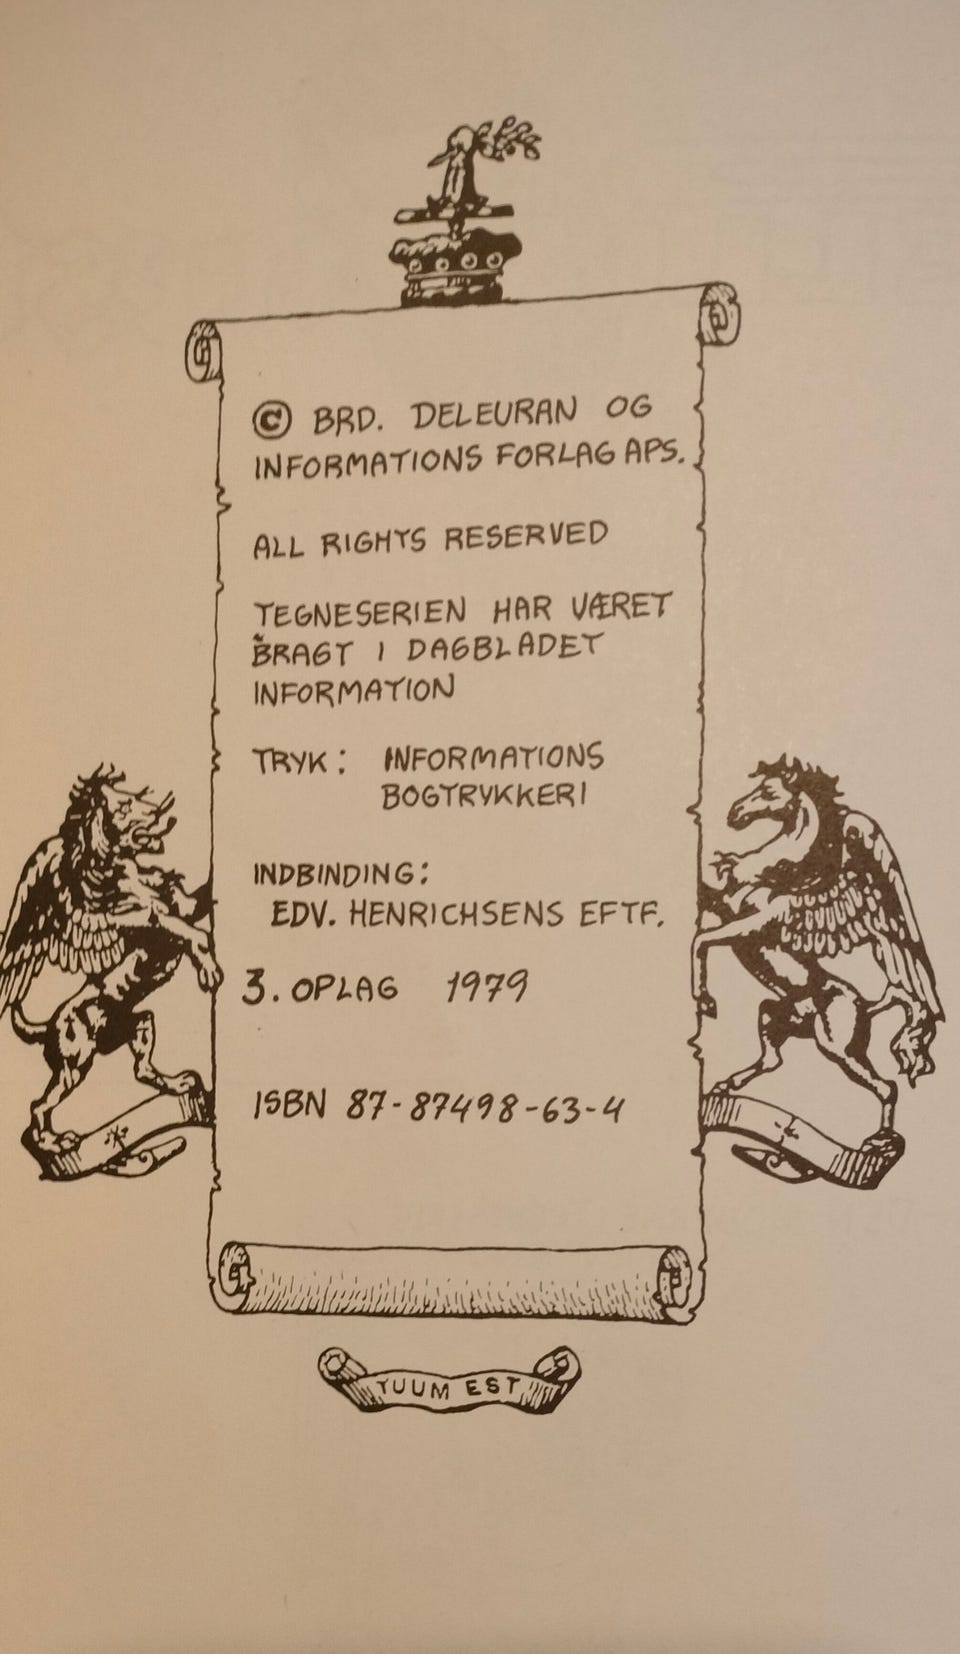 © BRD. DELEURAN OG
INFORMATIONS FORLAG APS.
ALL RIGHTS RESERVED
TEGNESERIEN HAR VÆRET
BRAGT I DAGBLADET
INFORMATION
TRYK: INFORMATIONS
BOGTRYKKERI
INDBINDING:
EDV. HENRICHSENS EFTF.
3. OPLAG 1979
ISBN 87-87498-63-4
TUUM EST